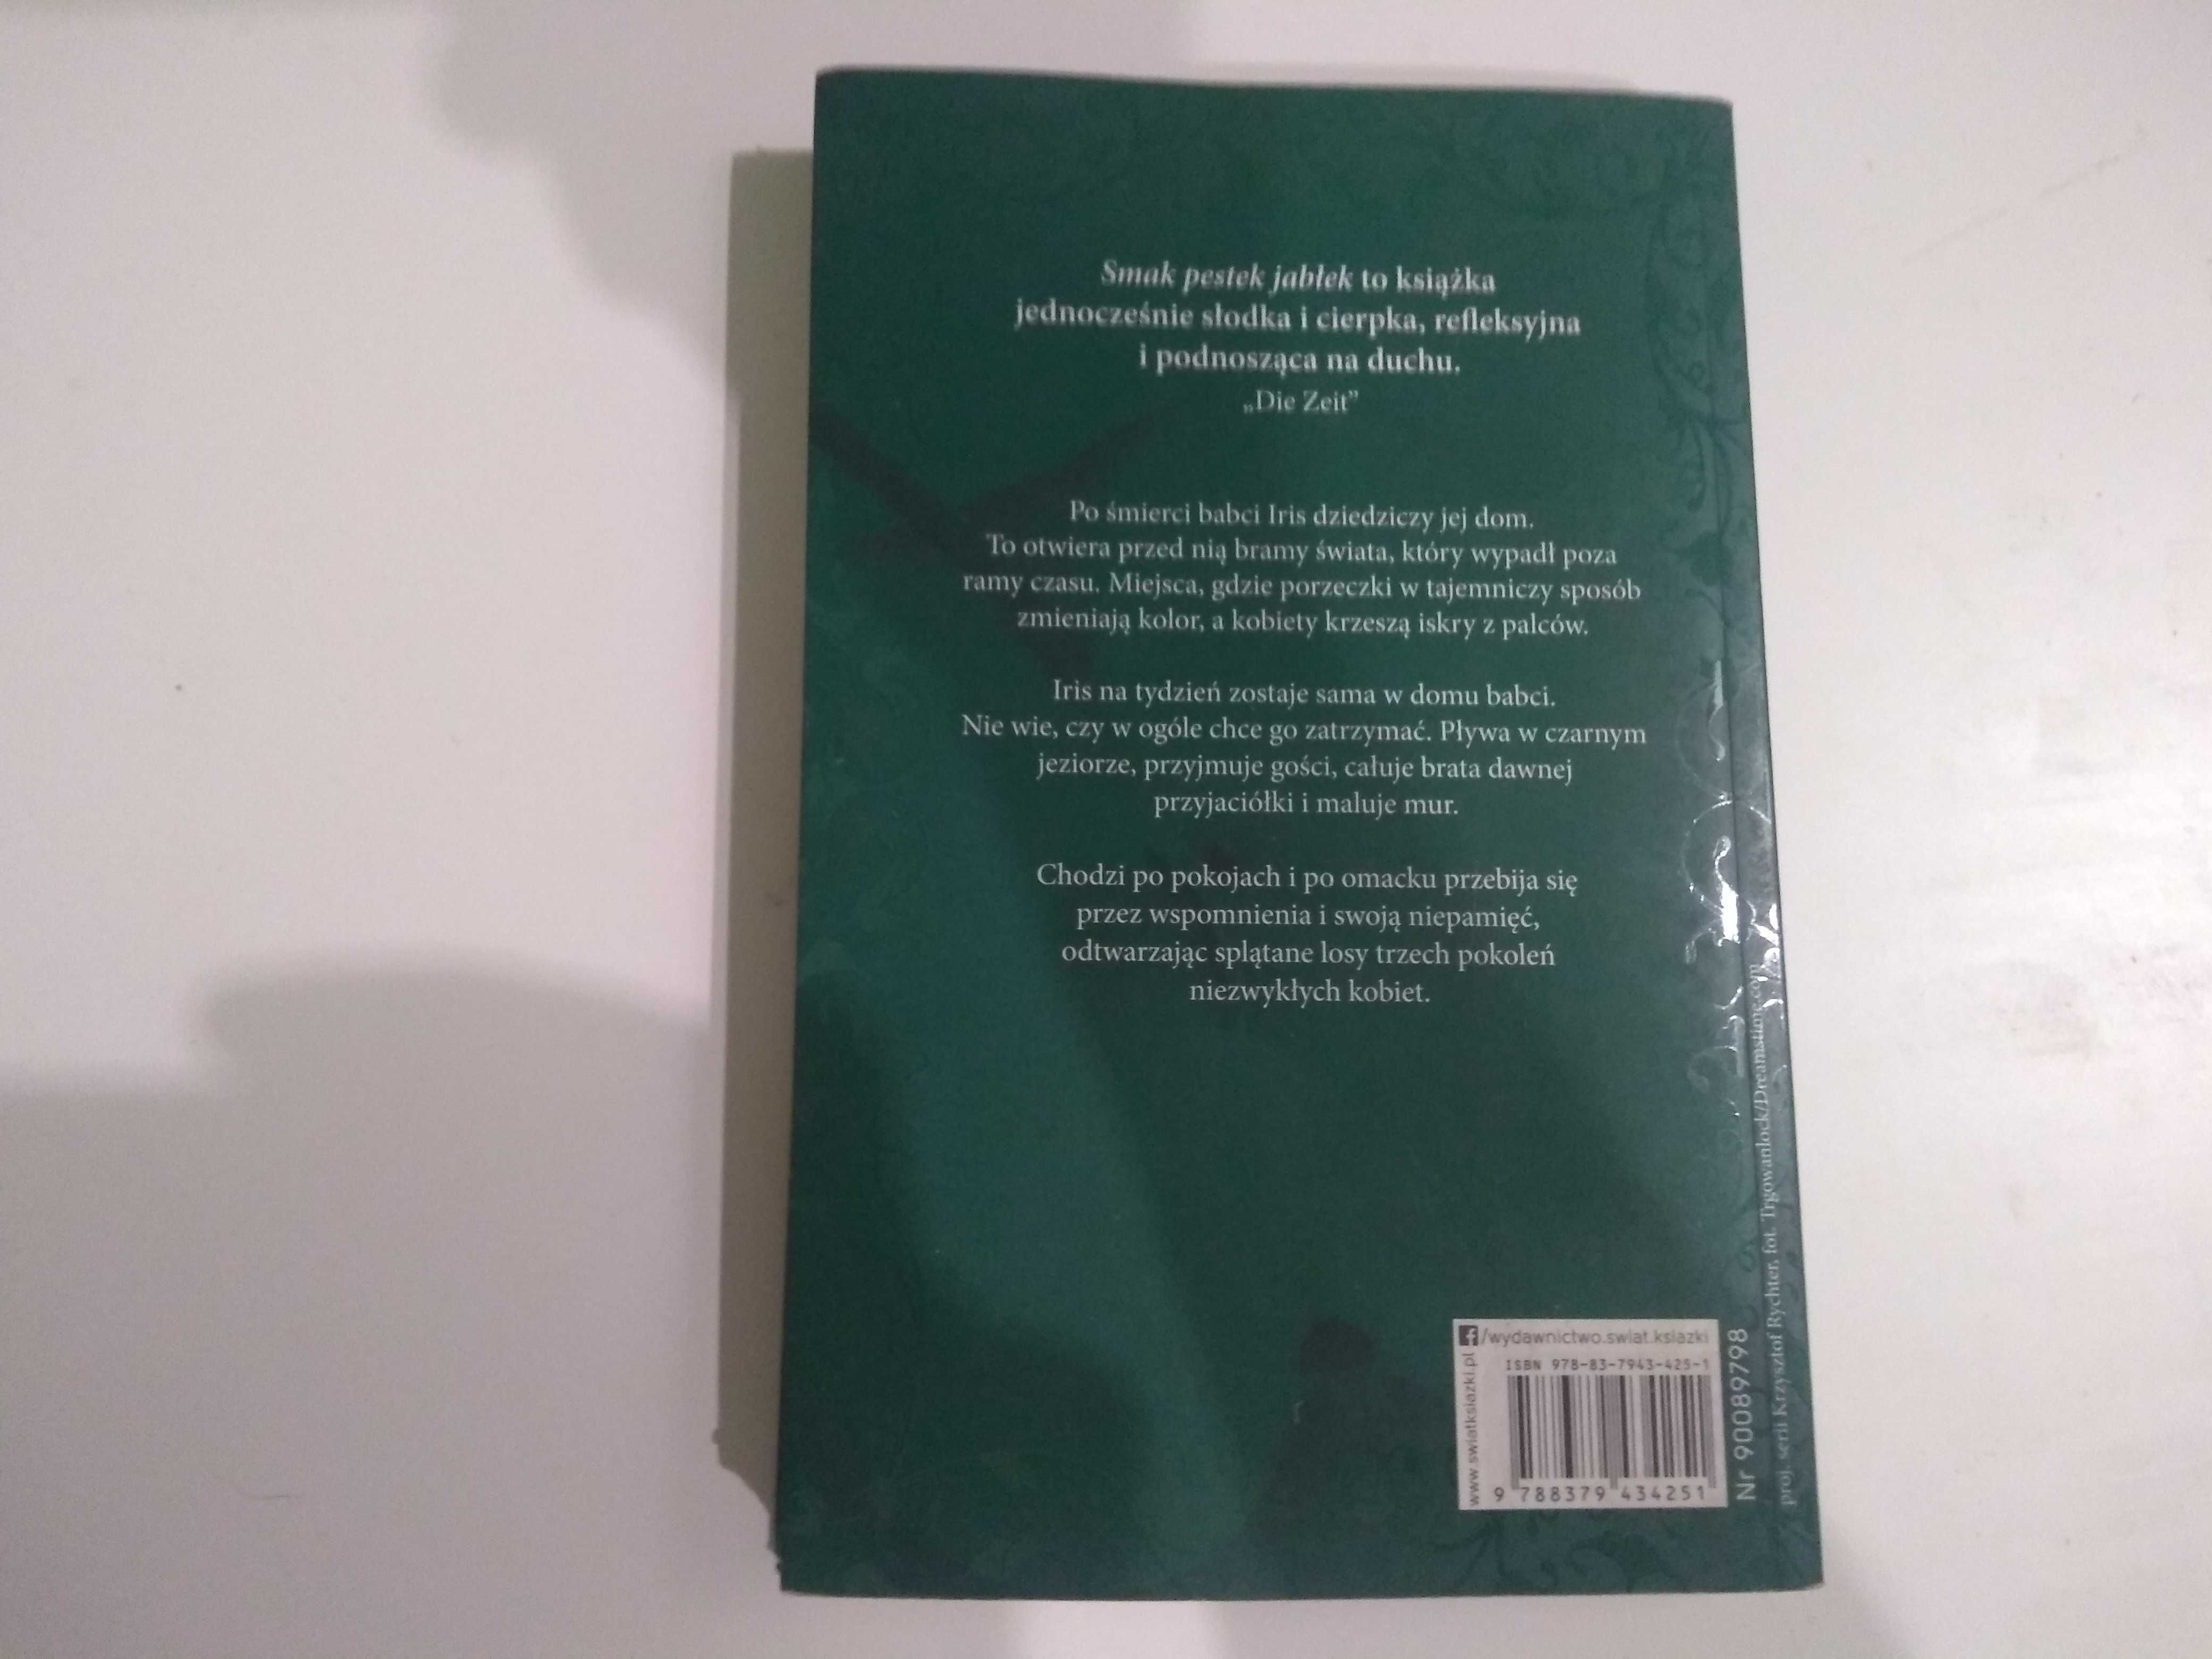 Smak pestek jabłek to książka
jednocześnie słodka i cierpka, refleksyjna
i podnosząca na duchu.
„Die Zeit”
Po śmierci babci Iris dziedziczy jej dom.
To otwiera przed nią bramy świata, który wypadł poza
ramy czasu. Miejsca, gdzie porzeczki w tajemniczy sposób
zmieniają kolor, a kobiety krzeszą iskry z palców.
Iris na tydzień zostaje sama w domu babci.
Nie wie, czy w ogóle chce go zatrzymać. Pływa w czarnym
jeziorze, przyjmuje gości, całuje brata dawnej
przyjaciółki i maluje mur.
Chodzi po pokojach i po omacku przebija się
przez wspomnienia i swoją niepamięć,
odtwarzając splątane losy trzech pokoleń
niezwykłych kobiet.
f/wydawnictwo.swiat.ksiazki
www.swiatksiazki.pl
ISBN 978-83-7943-425-1
9 788379 434251
Nr 90089798
proj. serii Krzysztof Rychter, fot. Trgowanlock/Dreamstime.com